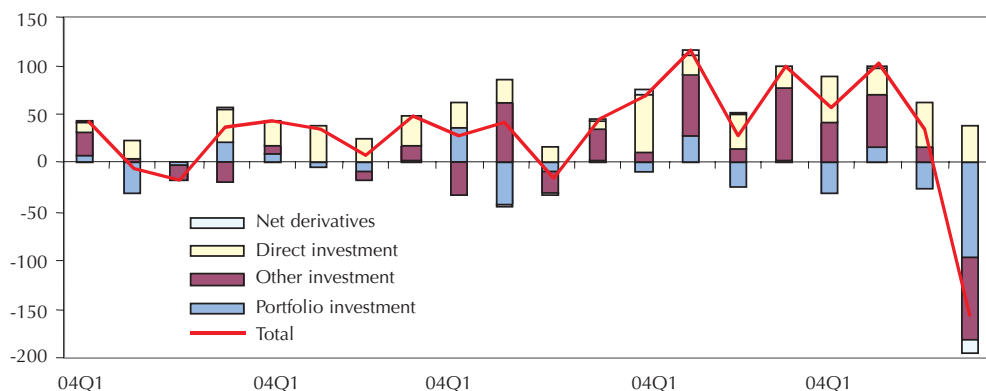 150
100
50
0
-50
-100
-150
-200
Net derivatives
Direct investment
Other investment
Portfolio investment
Total
04Q1 04Q1 04Q1 04Q1 04Q1